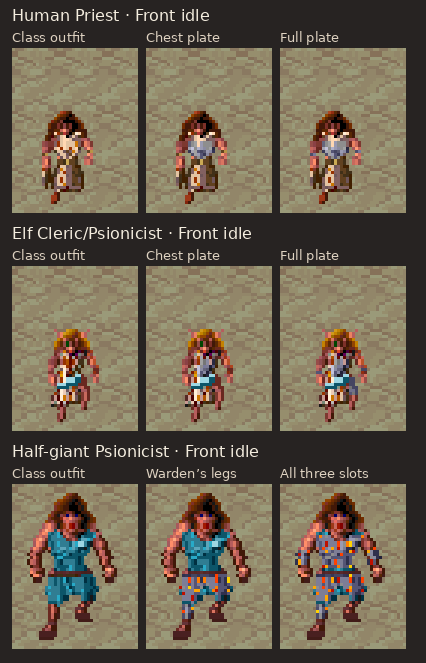 Human Priest · Front idle
Class outfit
Chest plate
Full plate
Elf Cleric/Psionicist · Front idle
Class outfit
Chest plate
Full plate
Half-giant Psionicist · Front idle
Class outfit
Warden’s legs
All three slots